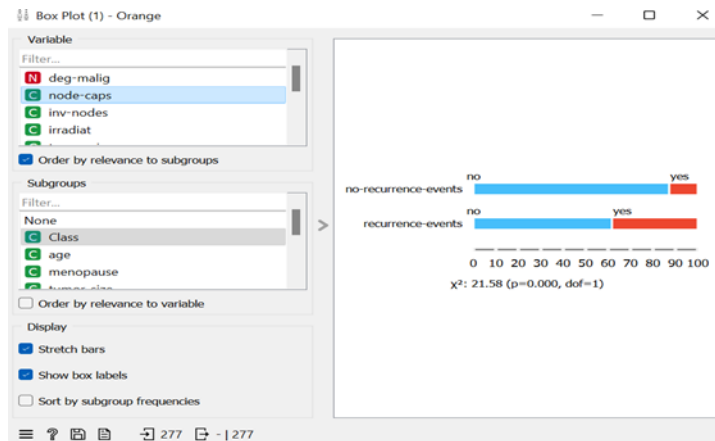 Box Plot (1) - Orange
Variable
Filter...
N deg-malig
C node-caps
C inv-nodes
C irradiat
Order by relevance to subgroups
Subgroups
Filter...
None
C Class
C age
C menopause
C tumor-size
Order by relevance to variable
Display
Stretch bars
Show box labels
Sort by subgroup frequencies
277 - | 277
no yes
no-recurrence-events
no yes
recurrence-events
0 10 20 30 40 50 60 70 80 90 100
χ²: 21.58 (p=0.000, dof=1)